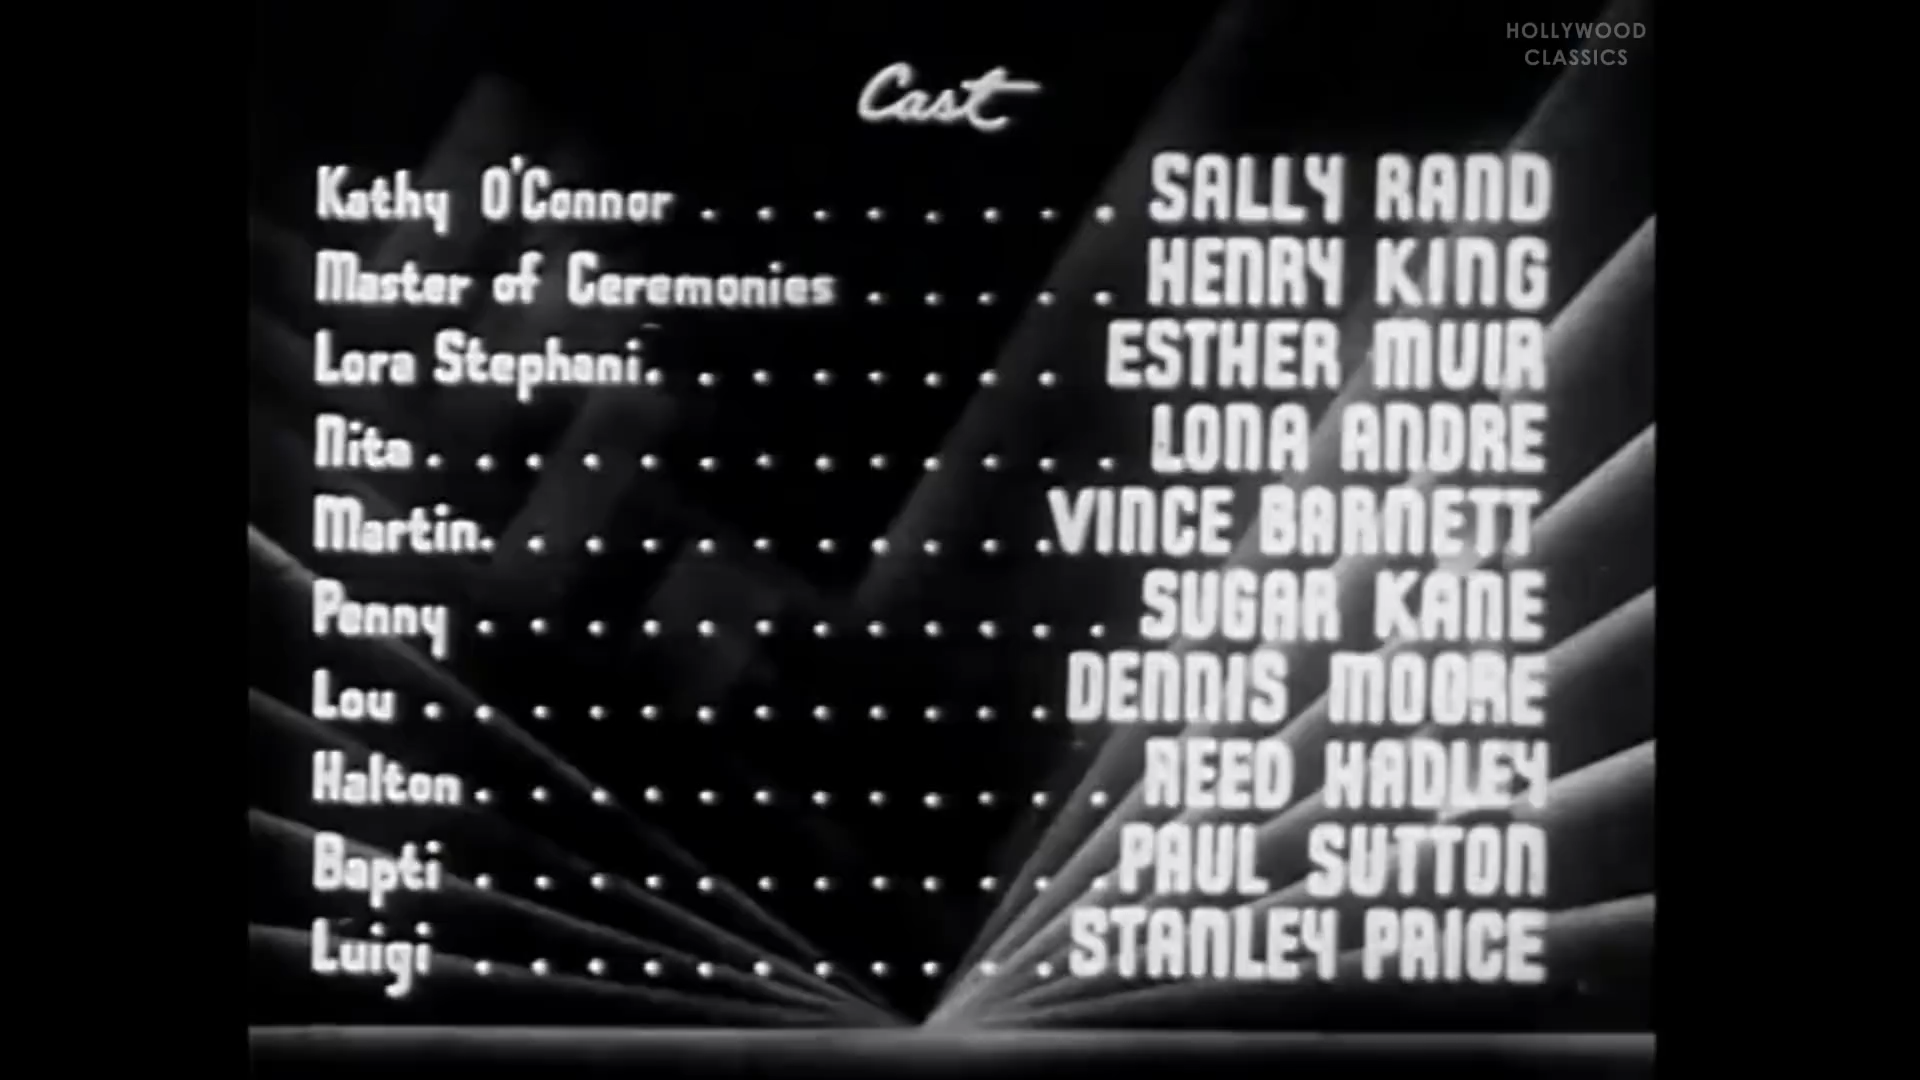 HOLLYWOOD
CLASSICS
Cast
Kathy O'Connor . . . . . . . . SALLY RAND
Master of Ceremonies . . . . . HENRY KING
Lora Stephani. . . . . . . . ESTHER MUIR
Nita . . . . . . . . . . . . . LONA ANDRE
Martin. . . . . . . . . . .VINCE BARNETT
Penny . . . . . . . . . . . . SUGAR KANE
Lou . . . . . . . . . . . . DENNIS MOORE
Halton . . . . . . . . . . . . REED HADLEY
Bapti . . . . . . . . . . . .PAUL SUTTON
Luigi . . . . . . . . . . . STANLEY PRICE